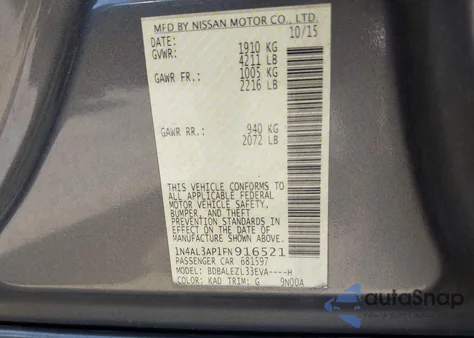 MFD BY NISSAN MOTOR CO., LTD.
DATE: 10/15
GVWR: 1910 KG
4211 LB
GAWR FR.: 1005 KG
2216 LB
GAWR RR.: 940 KG
2072 LB
THIS VEHICLE CONFORMS TO
ALL APPLICABLE FEDERAL
MOTOR VEHICLE SAFETY,
BUMPER, AND THEFT
PREVENTION STANDARDS IN
EFFECT ON THE DATE OF
MANUFACTURE SHOWN ABOVE.
1N4AL3AP1FN916521
PASSENGER CAR 681597
MODEL: BDBALEZL33EVA----H
COLOR: KAD TRIM: G 9N00A
autoSnap